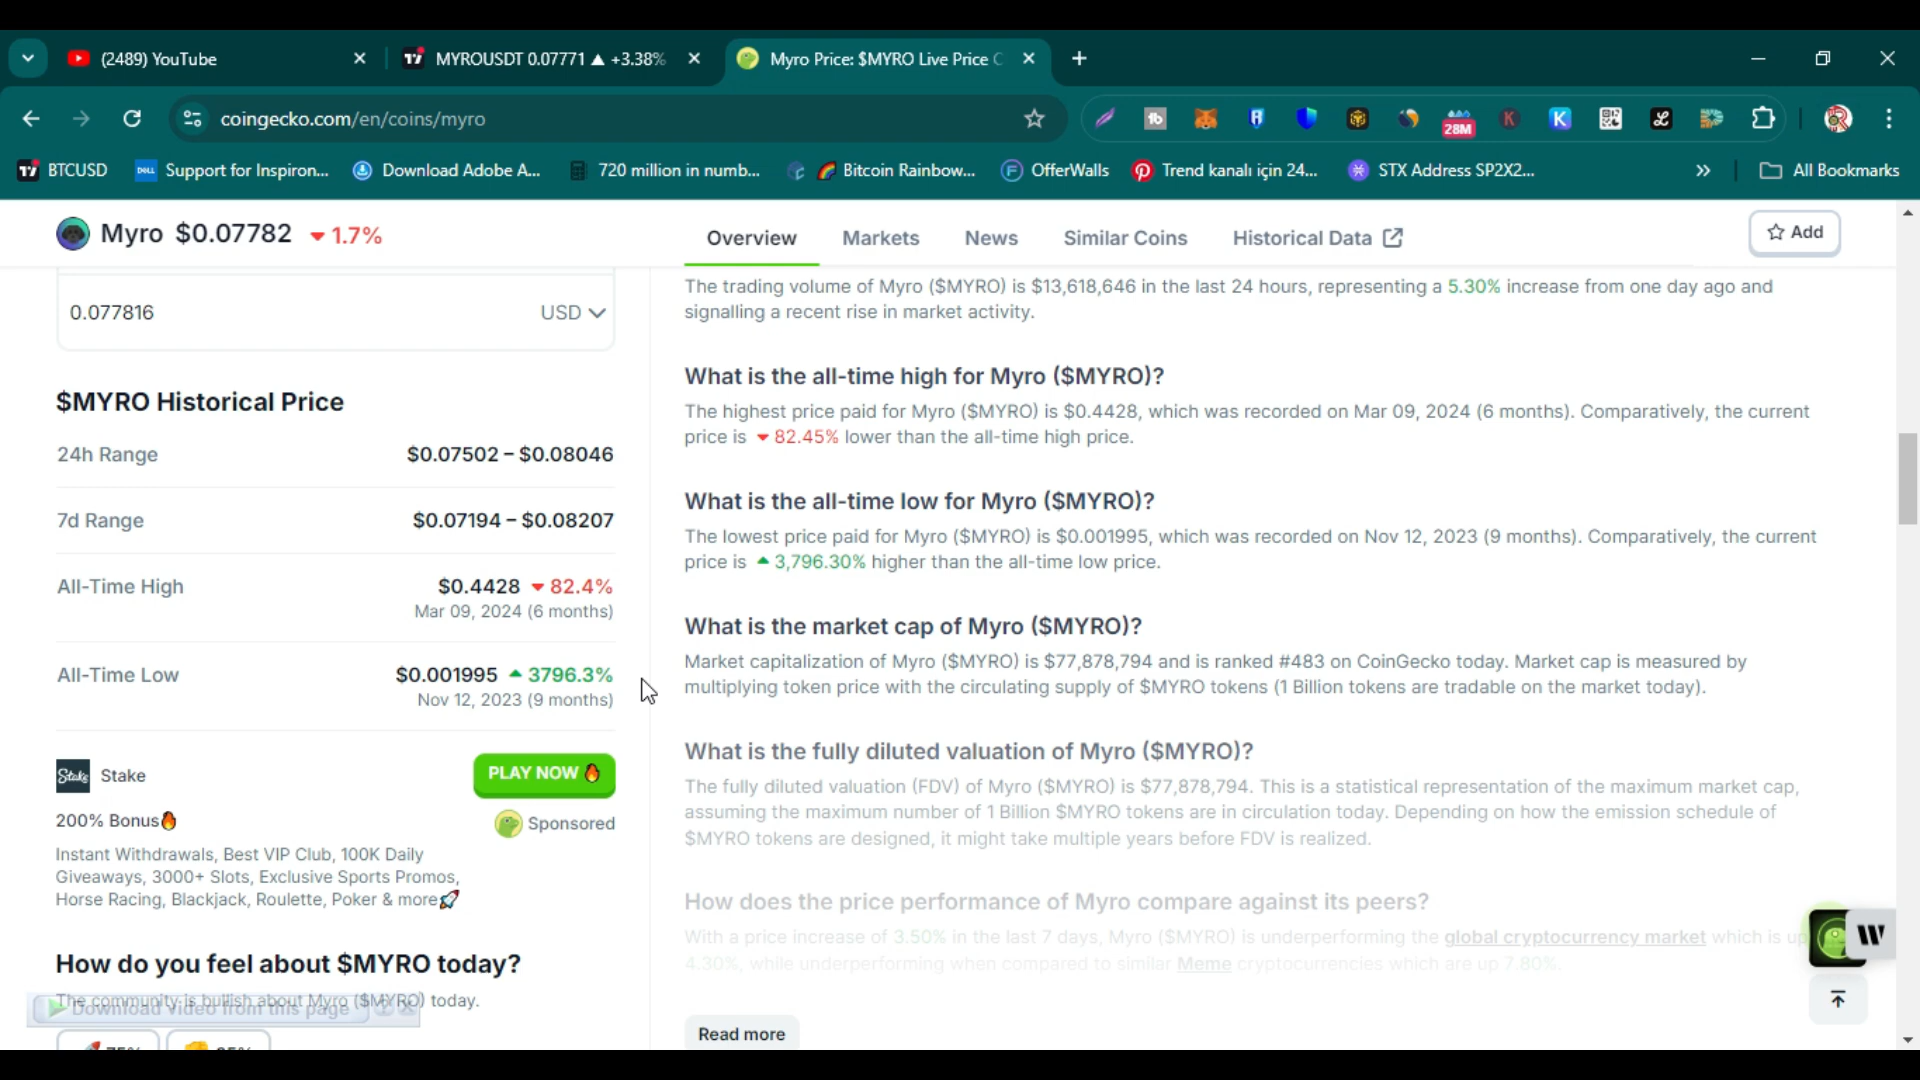 (2489) YouTube
MYROUSDT 0.07771 ▲ +3.38%
Myro Price: $MYRO Live Price C
coingecko.com/en/coins/myro
28M
BTCUSD
Support for Inspiron...
Download Adobe A...
720 million in numb...
Bitcoin Rainbow...
OfferWalls
Trend kanalı için 24...
STX Address SP2X2...
All Bookmarks
Myro $0.07782 ▼ 1.7%
Overview
Markets
News
Similar Coins
Historical Data
Add
0.077816
USD
$MYRO Historical Price
24h Range
$0.07502 – $0.08046
7d Range
$0.07194 – $0.08207
All-Time High
$0.4428 ▼ 82.4%
Mar 09, 2024 (6 months)
All-Time Low
$0.001995 ▲ 3796.3%
Nov 12, 2023 (9 months)
Stake
Stake
PLAY NOW🔥
200% Bonus🔥
Sponsored
Instant Withdrawals, Best VIP Club, 100K Daily
Giveaways, 3000+ Slots, Exclusive Sports Promos,
Horse Racing, Blackjack, Roulette, Poker & more🚀
How do you feel about $MYRO today?
The community is bullish about Myro ($MYRO) today.
Download video from this page
The trading volume of Myro ($MYRO) is $13,618,646 in the last 24 hours, representing a 5.30% increase from one day ago and
signalling a recent rise in market activity.
What is the all-time high for Myro ($MYRO)?
The highest price paid for Myro ($MYRO) is $0.4428, which was recorded on Mar 09, 2024 (6 months). Comparatively, the current
price is ▼ 82.45% lower than the all-time high price.
What is the all-time low for Myro ($MYRO)?
The lowest price paid for Myro ($MYRO) is $0.001995, which was recorded on Nov 12, 2023 (9 months). Comparatively, the current
price is ▲ 3,796.30% higher than the all-time low price.
What is the market cap of Myro ($MYRO)?
Market capitalization of Myro ($MYRO) is $77,878,794 and is ranked #483 on CoinGecko today. Market cap is measured by
multiplying token price with the circulating supply of $MYRO tokens (1 Billion tokens are tradable on the market today).
What is the fully diluted valuation of Myro ($MYRO)?
The fully diluted valuation (FDV) of Myro ($MYRO) is $77,878,794. This is a statistical representation of the maximum market cap,
assuming the maximum number of 1 Billion $MYRO tokens are in circulation today. Depending on how the emission schedule of
$MYRO tokens are designed, it might take multiple years before FDV is realized.
How does the price performance of Myro compare against its peers?
With a price increase of 3.50% in the last 7 days, Myro ($MYRO) is underperforming the global cryptocurrency market which is up
4.30%, while underperforming when compared to similar Meme cryptocurrencies which are up 7.80%.
Read more